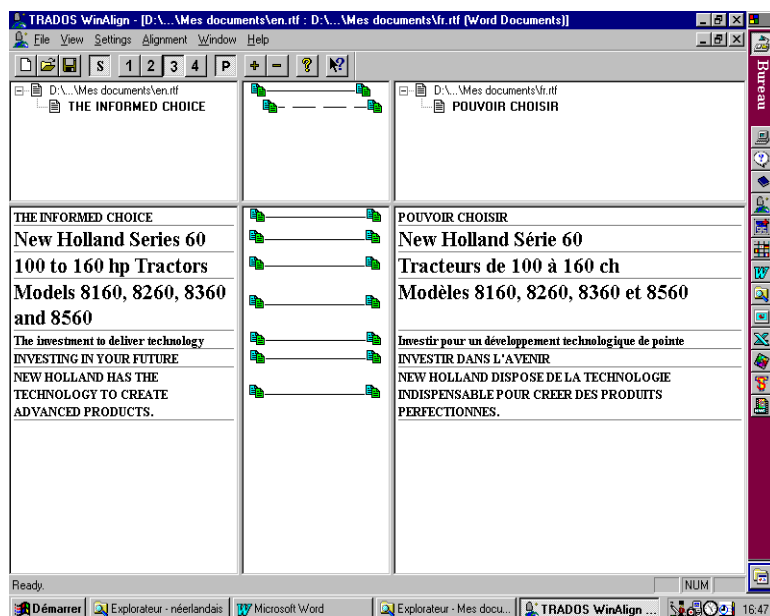 TRADOS WinAlign - [D:\...\Mes documents\en.rtf : D:\...\Mes documents\fr.rtf (Word Documents)]
File View Settings Alignment Window Help
S 1 2 3 4 P + - ? ?
D:\...\Mes documents\en.rtf
THE INFORMED CHOICE
D:\...\Mes documents\fr.rtf
POUVOIR CHOISIR
THE INFORMED CHOICE
New Holland Series 60
100 to 160 hp Tractors
Models 8160, 8260, 8360
and 8560
The investment to deliver technology
INVESTING IN YOUR FUTURE
NEW HOLLAND HAS THE
TECHNOLOGY TO CREATE
ADVANCED PRODUCTS.
POUVOIR CHOISIR
New Holland Série 60
Tracteurs de 100 à 160 ch
Modèles 8160, 8260, 8360 et 8560
Investir pour un développement technologique de pointe
INVESTIR DANS L'AVENIR
NEW HOLLAND DISPOSE DE LA TECHNOLOGIE
INDISPENSABLE POUR CREER DES PRODUITS
PERFECTIONNES.
Bureau
Ready.
NUM
Démarrer Explorateur - néerlandais Microsoft Word Explorateur - Mes docu... TRADOS WinAlign ... 16:47